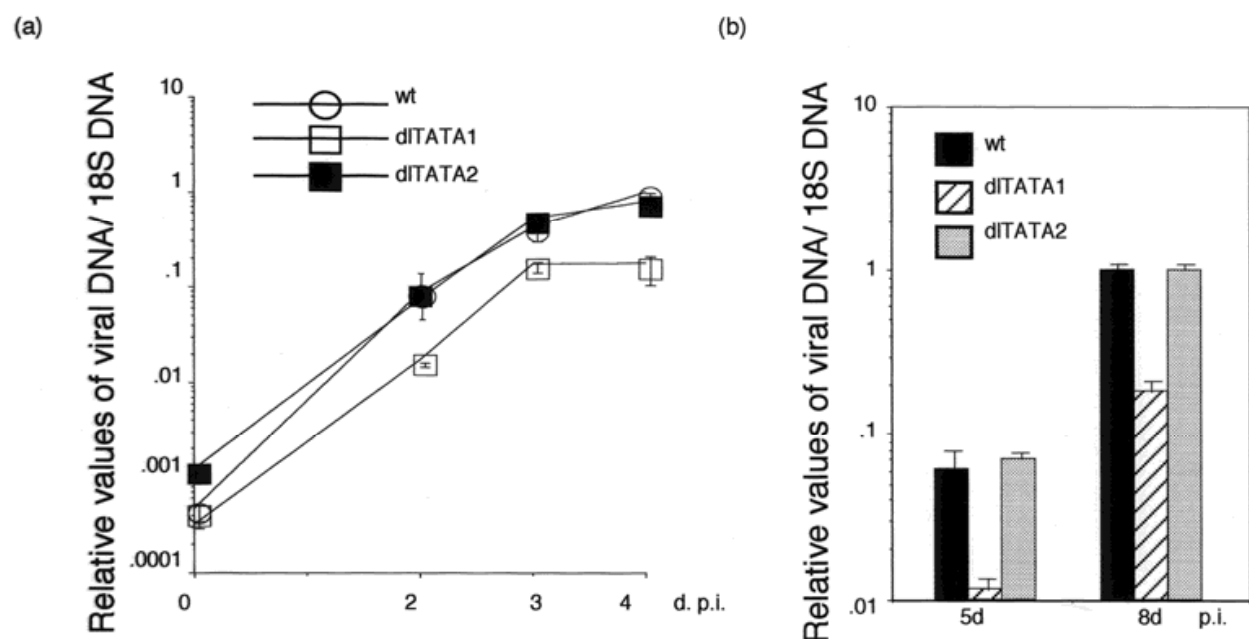 (a)
Relative values of viral DNA/ 18S DNA
10
1
.1
.01
.001
.0001
wt
dlTATA1
dlTATA2
0 2 3 4 d. p.i.
(b)
Relative values of viral DNA/ 18S DNA
10
1
.1
.01
wt
dlTATA1
dlTATA2
5d 8d p.i.